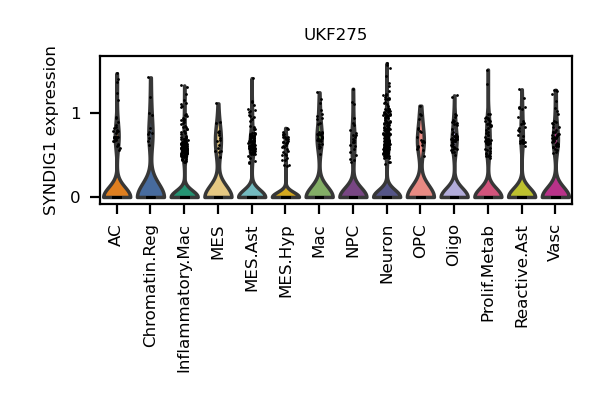 UKF275
SYNDIG1 expression
1
0
AC
Chromatin.Reg
Inflammatory.Mac
MES
MES.Ast
MES.Hyp
Mac
NPC
Neuron
OPC
Oligo
Prolif.Metab
Reactive.Ast
Vasc